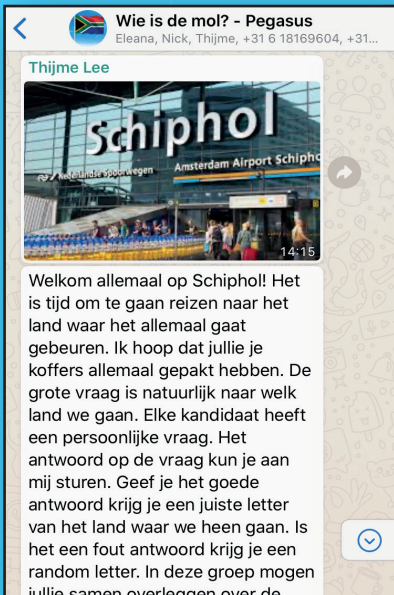 Wie is de mol? - Pegasus
Eleana, Nick, Thijme, +31 6 18169604, +31...
Thijme Lee
Schiphol
Nederlandse Spoorwegen
Amsterdam Airport Schipho
14:15
Welkom allemaal op Schiphol! Het
is tijd om te gaan reizen naar het
land waar het allemaal gaat
gebeuren. Ik hoop dat jullie je
koffers allemaal gepakt hebben. De
grote vraag is natuurlijk naar welk
land we gaan. Elke kandidaat heeft
een persoonlijke vraag. Het
antwoord op de vraag kun je aan
mij sturen. Geef je het goede
antwoord krijg je een juiste letter
van het land waar we heen gaan. Is
het een fout antwoord krijg je een
random letter. In deze groep mogen
jullie samen overleggen over de